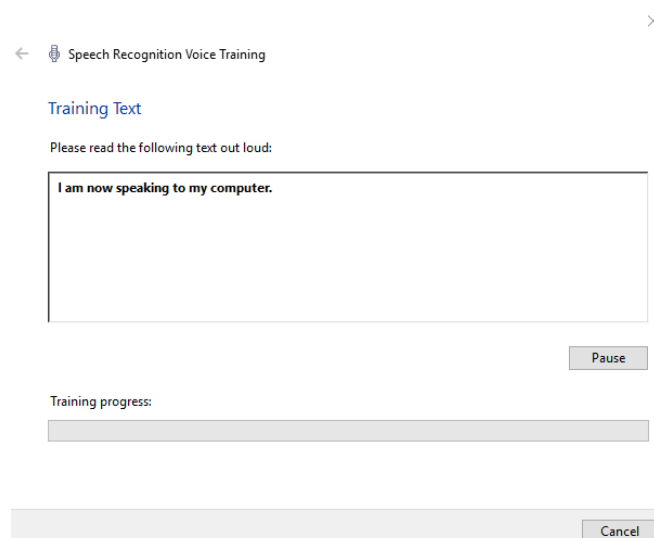 Speech Recognition Voice Training
Training Text
Please read the following text out loud:
I am now speaking to my computer.
Pause
Training progress:
Cancel